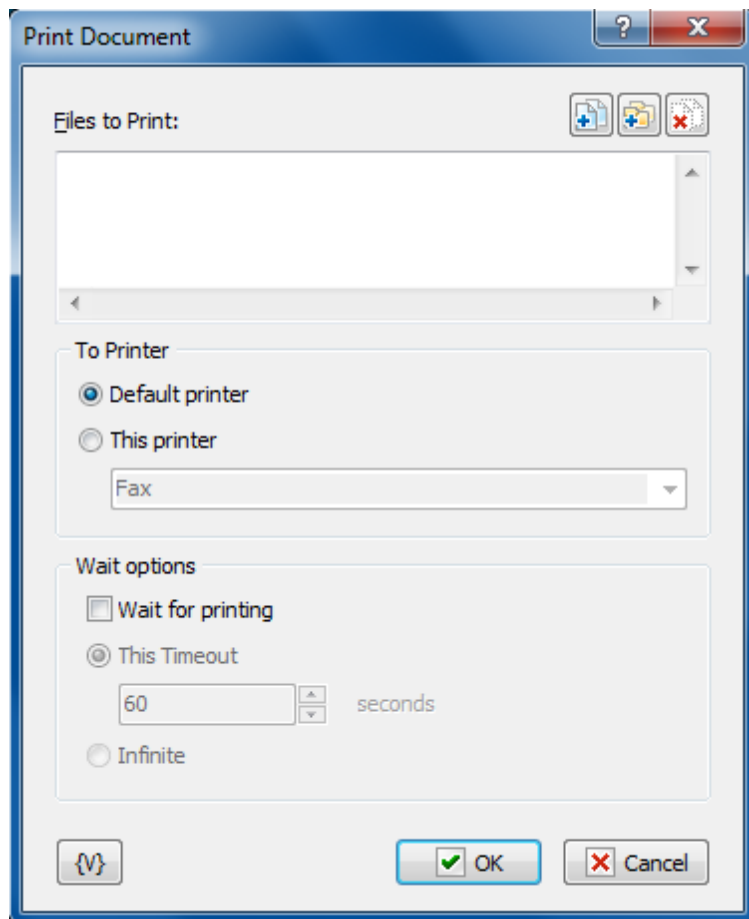 Print Document
?
Files to Print:
To Printer
Default printer
This printer
Fax
Wait options
Wait for printing
This Timeout
60 seconds
Infinite
{V} OK Cancel